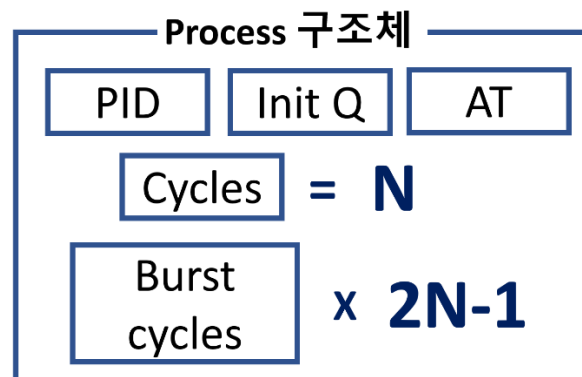 Process 구조체
PID Init Q AT
Cycles = N
Burst
cycles x 2N-1